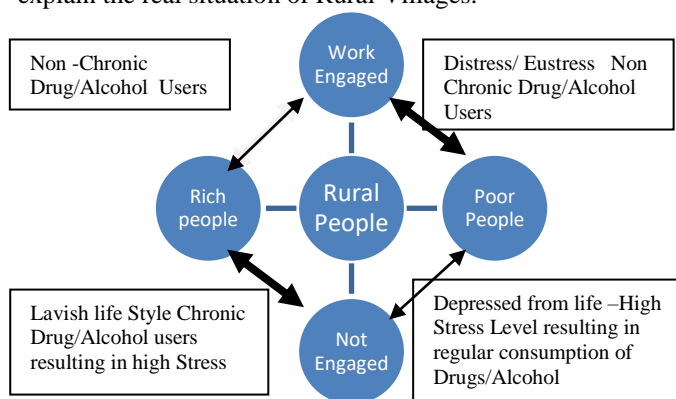 explain the real situation of Rural Villages.
Non -Chronic
Drug/Alcohol Users
Work
Engaged
Distress/ Eustress Non
Chronic Drug/Alcohol
Users
Rich
people
Rural
People
Poor
People
Lavish life Style Chronic
Drug/Alcohol users
resulting in high Stress
Not
Engaged
Depressed from life –High
Stress Level resulting in
regular consumption of
Drugs/Alcohol